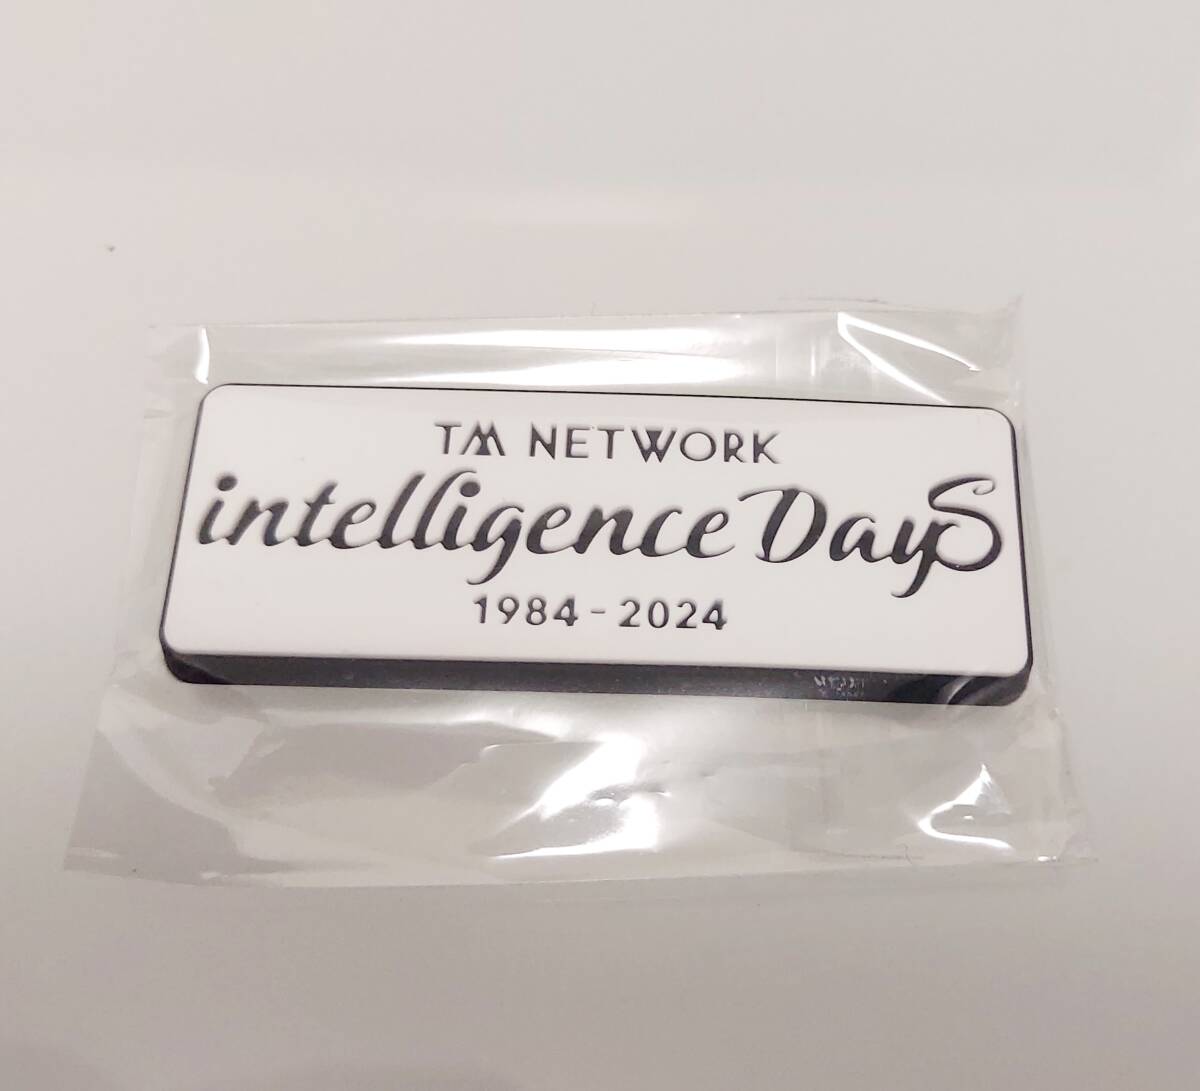 TM NETWORK
intelligence Days
1984-2024